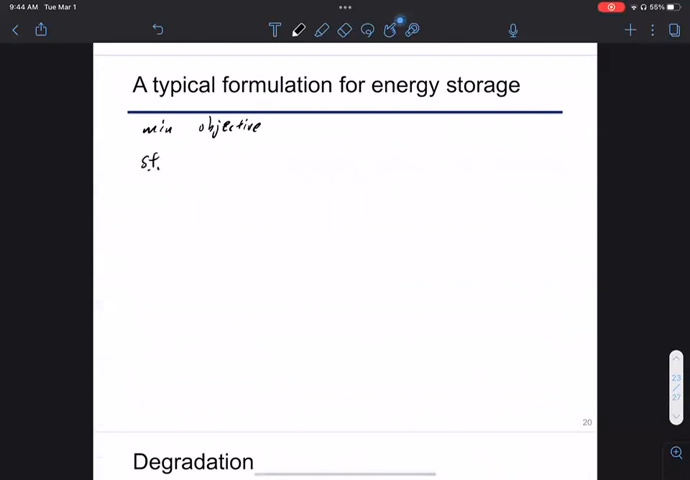 9:44 AM Tue Mar 1
55%
A typical formulation for energy storage
min objective
s.t.
23
/
27
20
Degradation